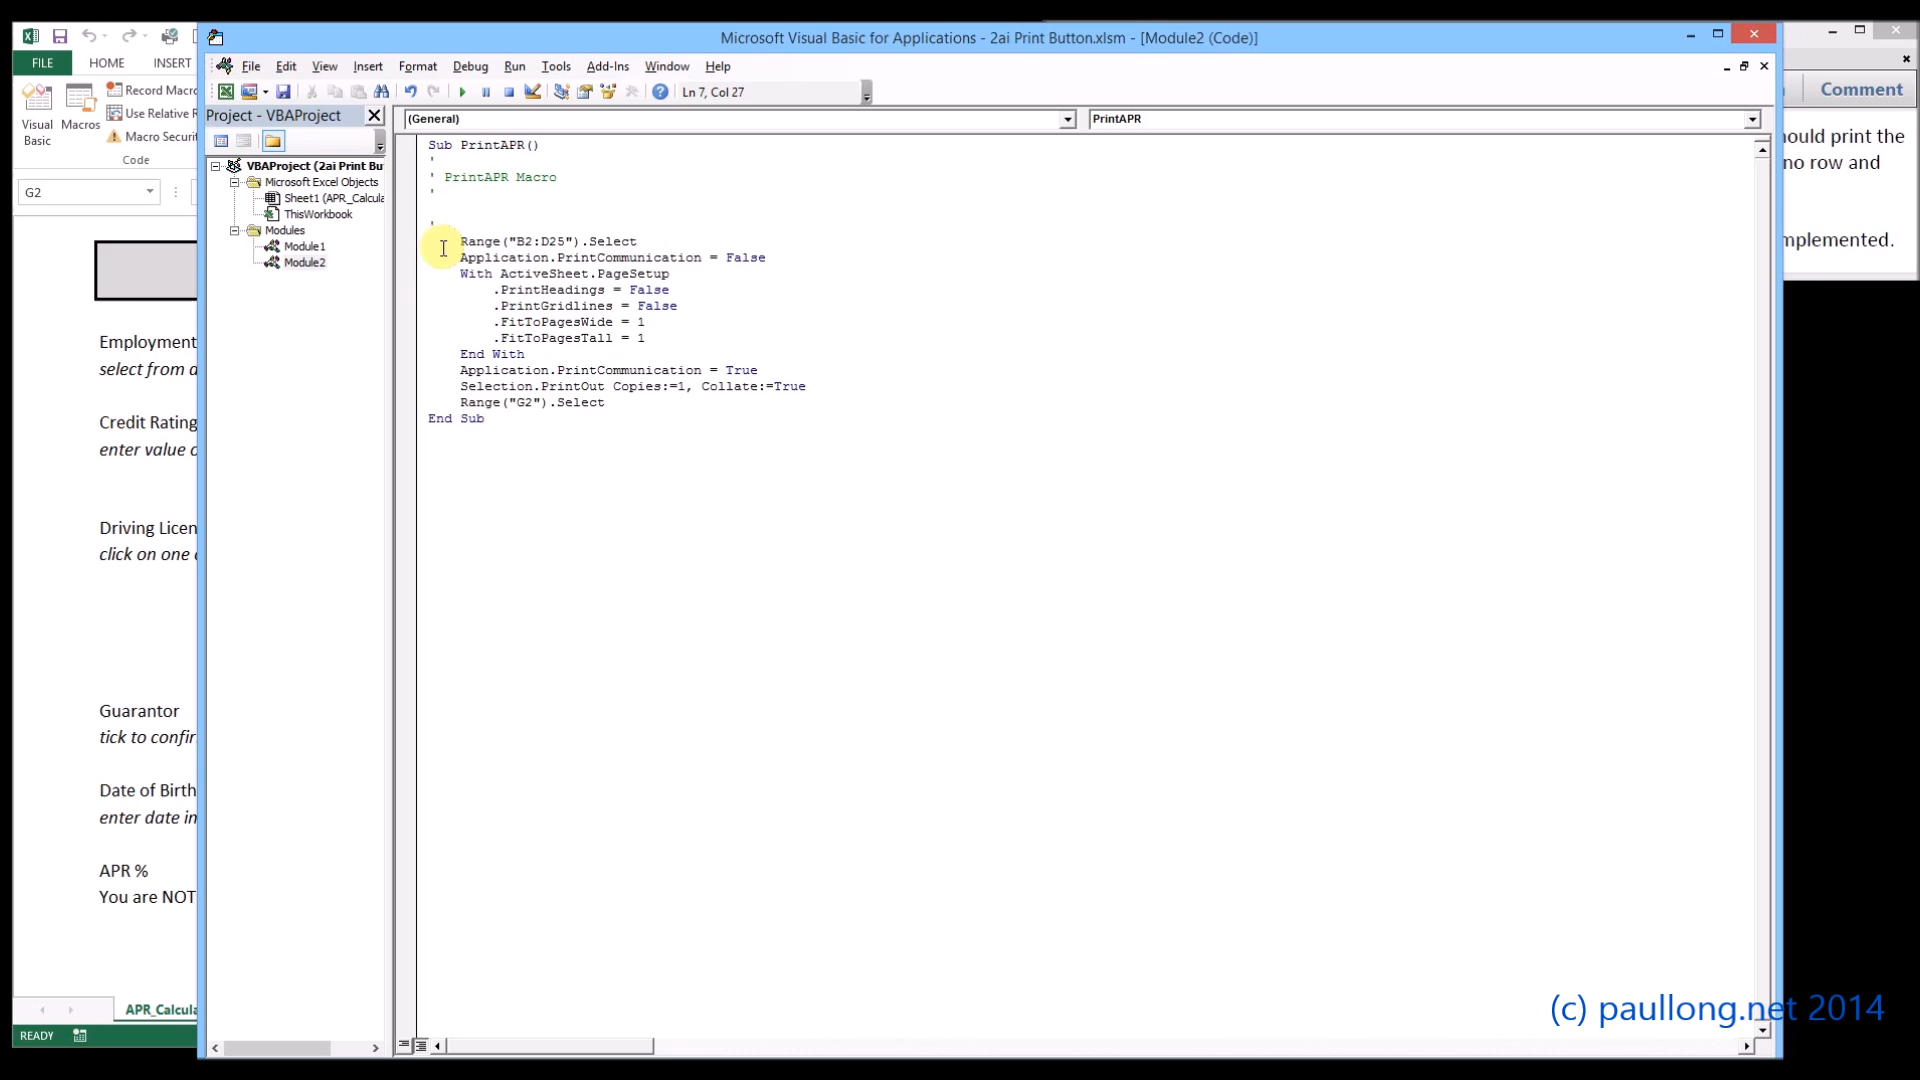 Microsoft Visual Basic for Applications - 2ai Print Button.xlsm - [Module2 (Code)]
FILE HOME INSERT
File Edit View Insert Format Debug Run Tools Add-Ins Window Help
Record Macro
Use Relative R
Macro Securi
Visual Basic
Macros
Code
Ln 7, Col 27
Comment
Project - VBAProject
(General)
PrintAPR
VBAProject (2ai Print Bu
Microsoft Excel Objects
Sheet1 (APR_Calcula
ThisWorkbook
Modules
Module1
Module2
G2
Sub PrintAPR()
'
' PrintAPR Macro
'
'
Range("B2:D25").Select
Application.PrintCommunication = False
With ActiveSheet.PageSetup
.PrintHeadings = False
.PrintGridlines = False
.FitToPagesWide = 1
.FitToPagesTall = 1
End With
Application.PrintCommunication = True
Selection.PrintOut Copies:=1, Collate:=True
Range("G2").Select
End Sub
ould print the
no row and
mplemented.
Employment
select from a
Credit Rating
enter value o
Driving Licen
click on one o
Guarantor
tick to confir
Date of Birth
enter date in
APR %
You are NOT
APR_Calcula
READY
(c) paullong.net 2014